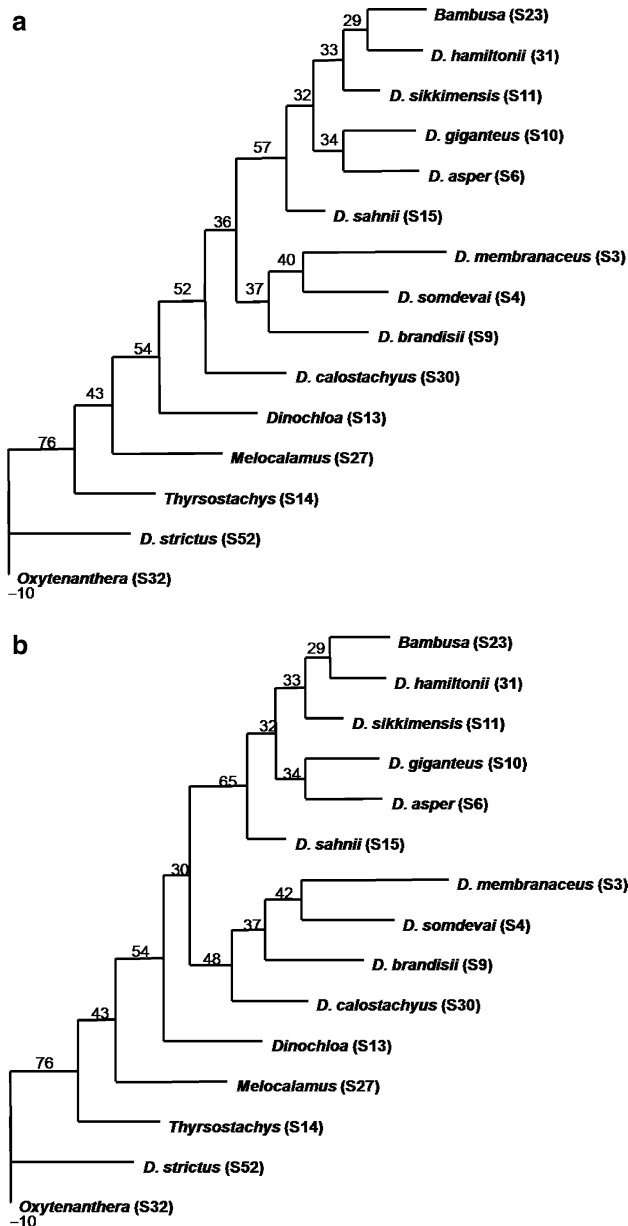 a
29
Bambusa (S23)
33
D. hamiltonii (31)
32
D. sikkimensis (S11)
34
D. giganteus (S10)
57
D. asper (S6)
36
D. sahnii (S15)
40
D. membranaceus (S3)
52
37
D. somdevai (S4)
D. brandisii (S9)
54
D. calostachyus (S30)
43
Dinochloa (S13)
76
Melocalamus (S27)
Thyrsostachys (S14)
D. strictus (S52)
Oxytenanthera (S32)
–10
b
29
Bambusa (S23)
33
D. hamiltonii (31)
32
D. sikkimensis (S11)
34
D. giganteus (S10)
65
D. asper (S6)
D. sahnii (S15)
30
42
D. membranaceus (S3)
37
D. somdevai (S4)
54
48
D. brandisii (S9)
D. calostachyus (S30)
43
Dinochloa (S13)
76
Melocalamus (S27)
Thyrsostachys (S14)
D. strictus (S52)
Oxytenanthera (S32)
–10